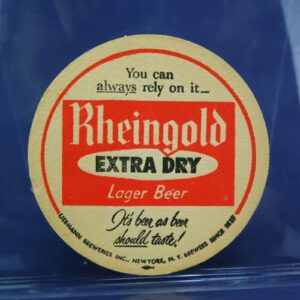 You can
always rely on it_
Rheingold
EXTRA DRY
Lager Beer
It's beer as beer
should taste!
LIEBMANN BREWERIES INC., NEW YORK, N. Y. BREWERS SINCE 1837